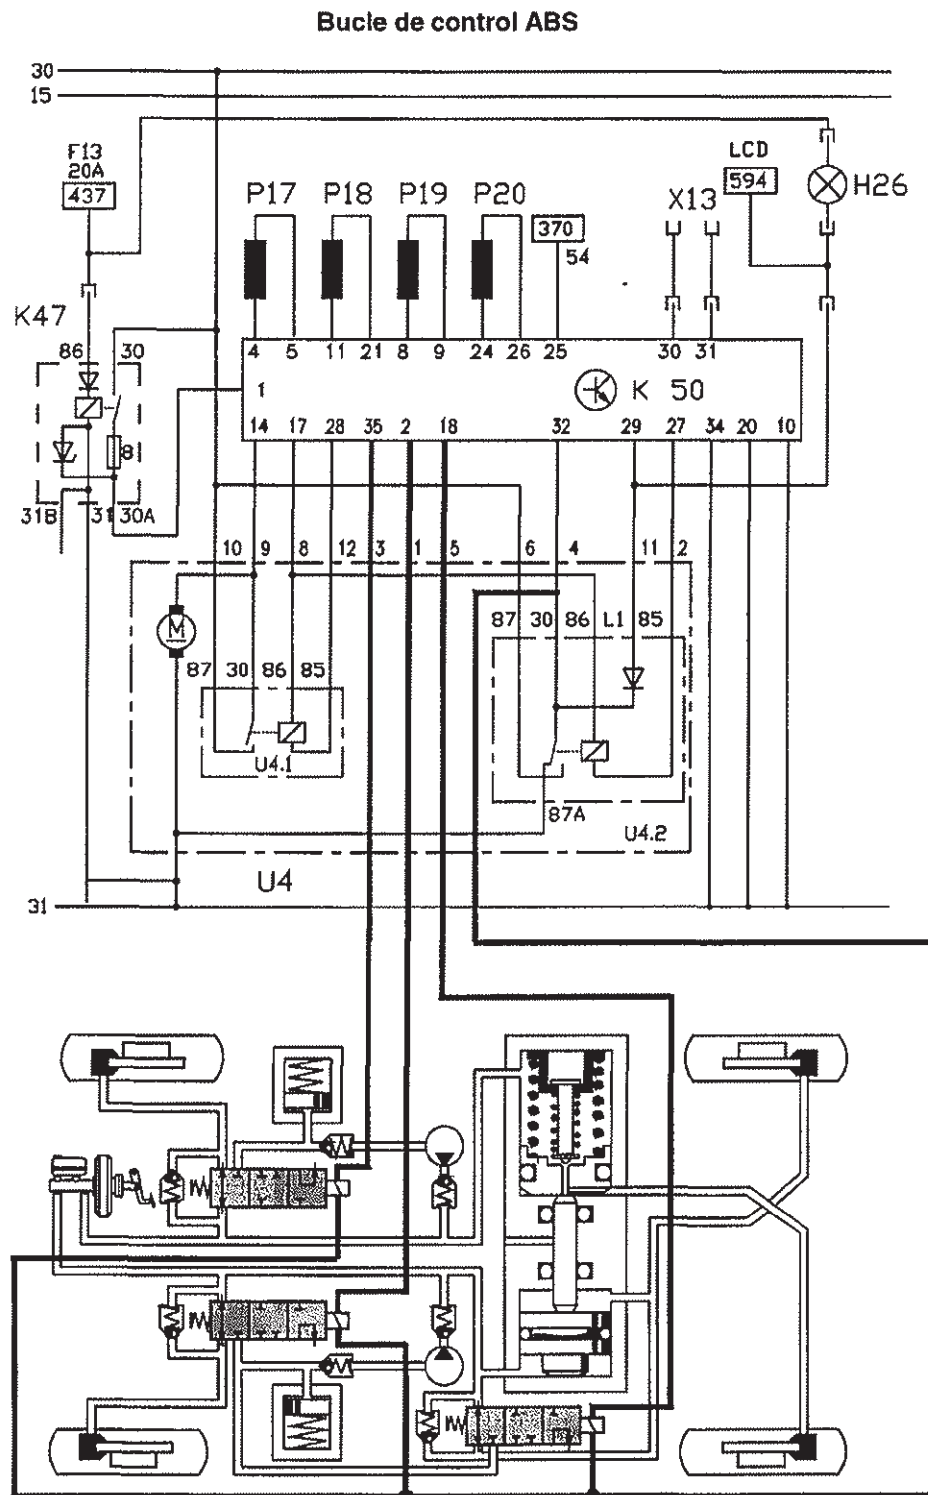 Bucle de control ABS
30
15
F13
20A
437
LCD
594
H26
P17 P18 P19 P20
370
54
X13
K47
86 30
4 5 11 21 8 9 24 26 25 30 31
1
K 50
8
14 17 28 35 2 18 32 29 27 34 20 10
31B 31 30A
10 9 8 12 3 1 5 6 4 11 2
87 30 86 L1 85
M
87 30 86 85
U4.1
87A
U4.2
U4
31